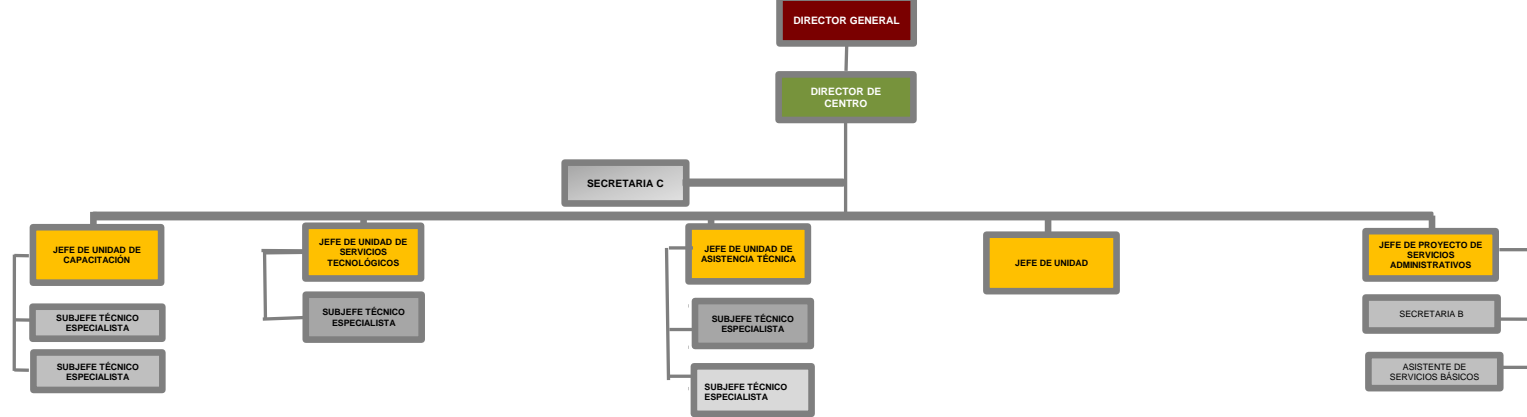 DIRECTOR GENERAL
DIRECTOR DE
CENTRO
SECRETARIA C
JEFE DE UNIDAD DE
CAPACITACIÓN
SUBJEFE TÉCNICO
ESPECIALISTA
SUBJEFE TÉCNICO
ESPECIALISTA
JEFE DE UNIDAD DE
SERVICIOS
TECNOLÓGICOS
SUBJEFE TÉCNICO
ESPECIALISTA
JEFE DE UNIDAD DE
ASISTENCIA TÉCNICA
SUBJEFE TÉCNICO
ESPECIALISTA
SUBJEFE TÉCNICO
ESPECIALISTA
JEFE DE UNIDAD
JEFE DE PROYECTO DE
SERVICIOS
ADMINISTRATIVOS
SECRETARIA B
ASISTENTE DE
SERVICIOS BÁSICOS